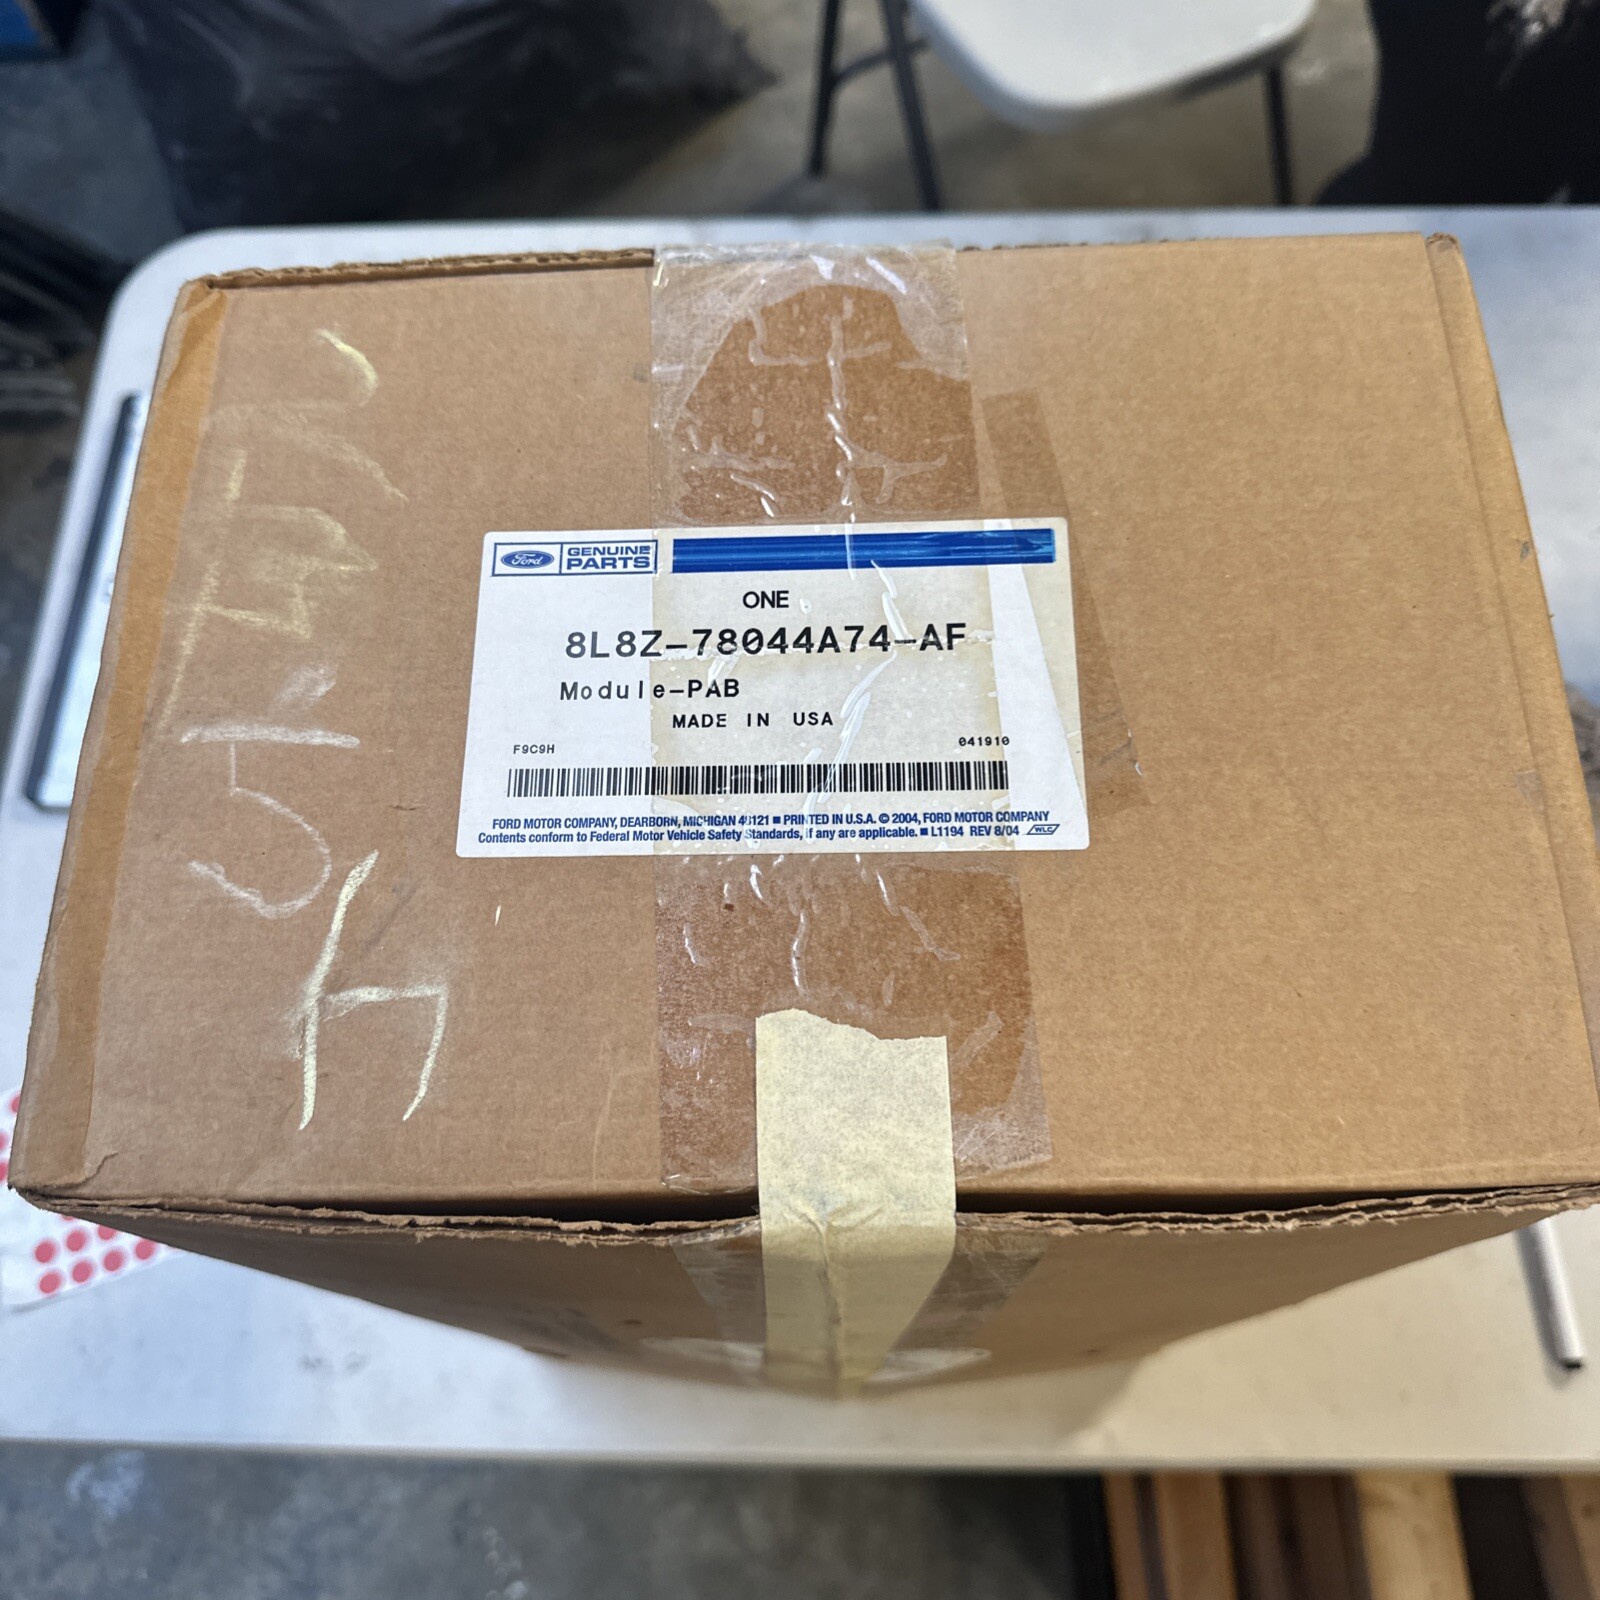 Ford GENUINE PARTS
ONE
8L8Z-78044A74-AF
Module-PAB
MADE IN USA
F9C9H 041910
FORD MOTOR COMPANY, DEARBORN, MICHIGAN 48121 ■ PRINTED IN U.S.A. © 2004, FORD MOTOR COMPANY
Contents conform to Federal Motor Vehicle Safety Standards, if any are applicable. ■ L1194 REV 8/04 WLC